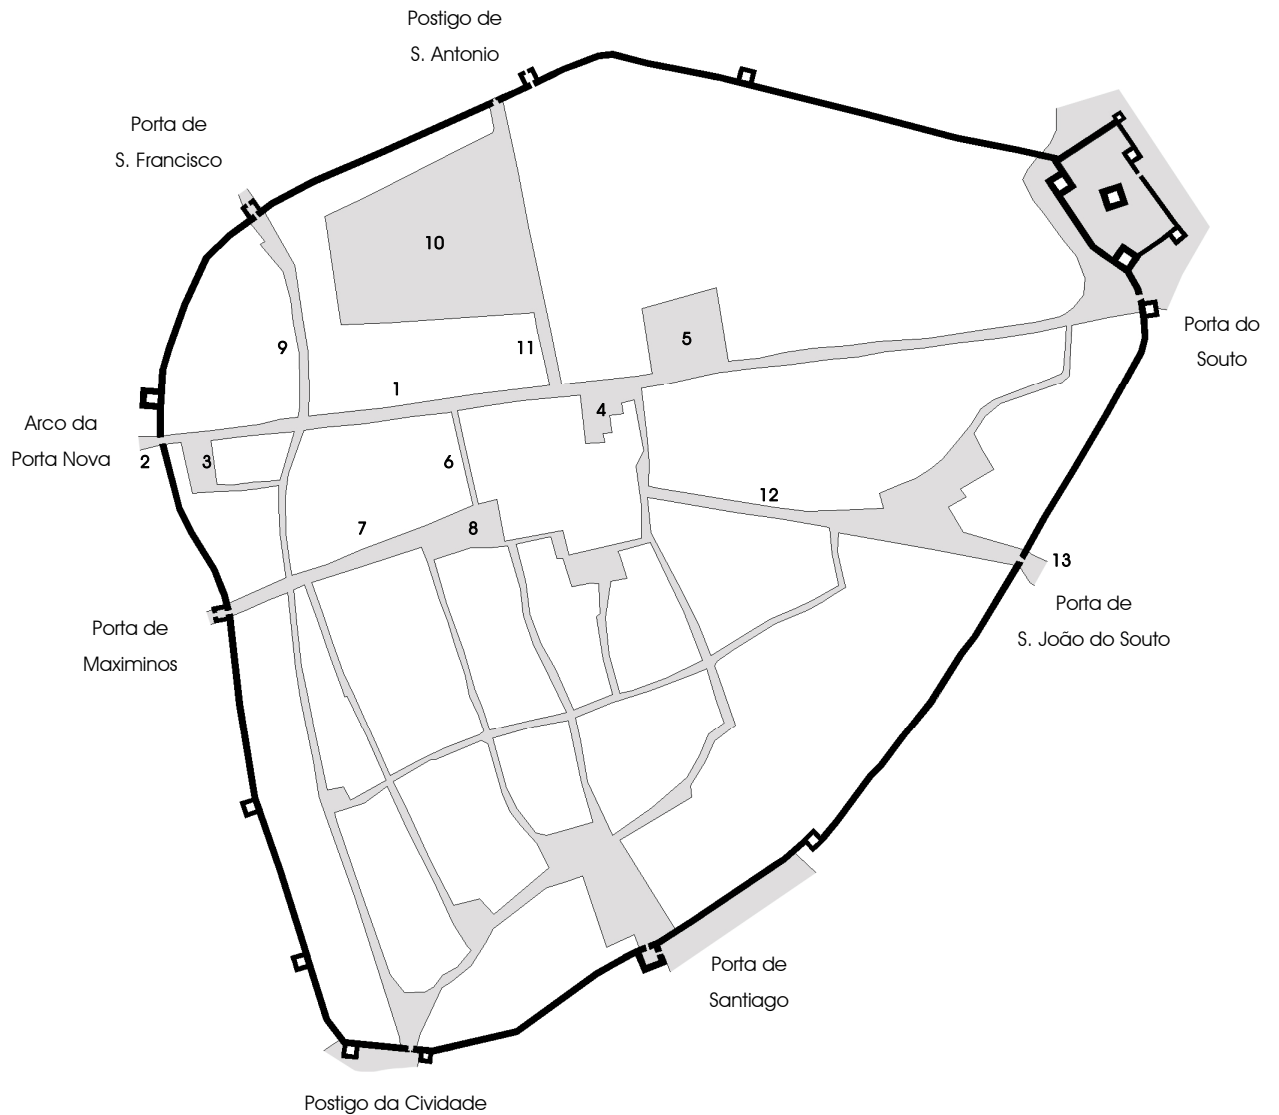 Postigo de
S. Antonio
Porta de
S. Francisco
10
9
11
5
Porta do
Souto
1
4
Arco da
Porta Nova
2
3
6
12
7
8
13
Porta de
S. João do Souto
Porta de
Maximinos
Porta de
Santiago
Postigo da Cividade